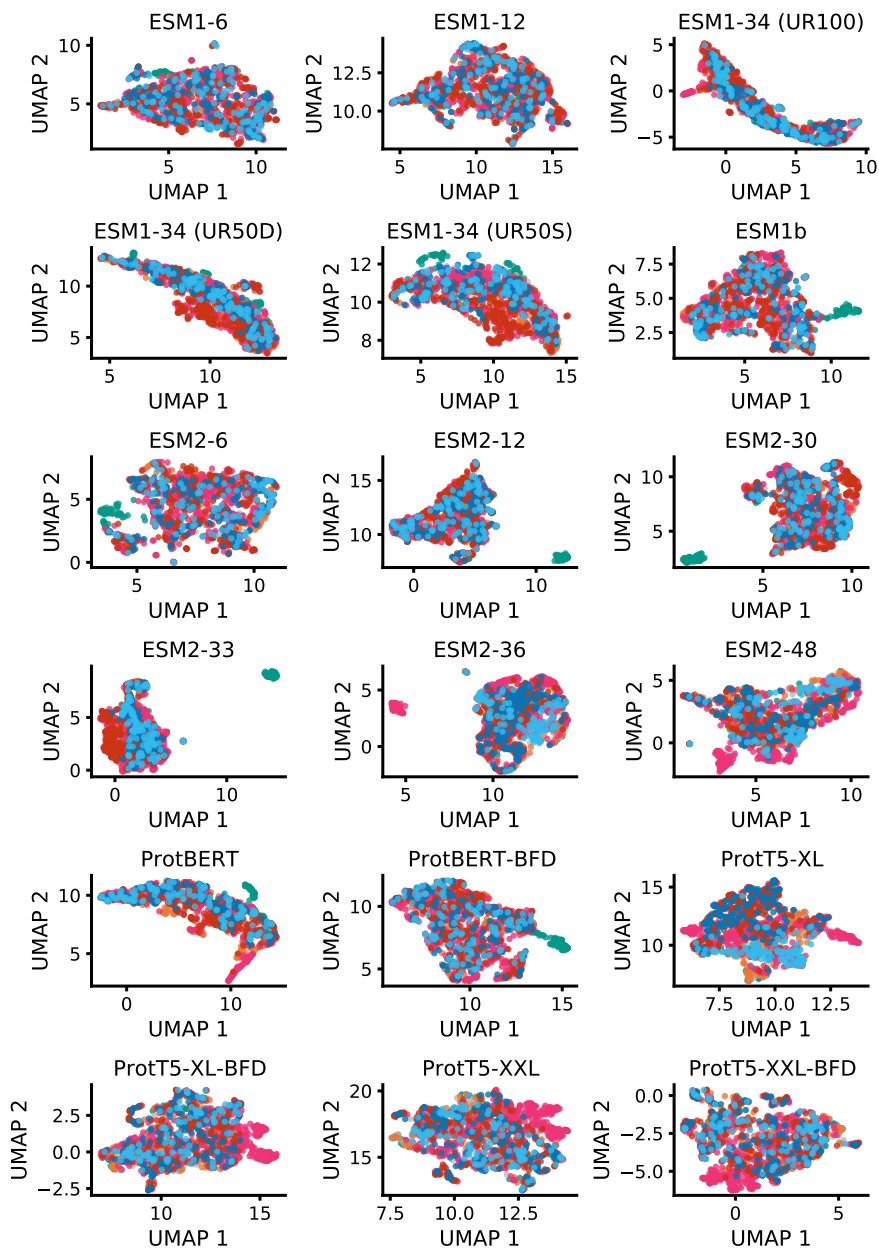 ESM1-6
ESM1-12
ESM1-34 (UR100)
10
5
UMAP 2
5
10
UMAP 1
12.5
10.0
UMAP 2
5
10
15
UMAP 1
5
0
−5
UMAP 2
0
5
10
UMAP 1
ESM1-34 (UR50D)
ESM1-34 (UR50S)
ESM1b
10
5
UMAP 2
5
10
UMAP 1
12
10
8
UMAP 2
5
10
15
UMAP 1
7.5
5.0
2.5
UMAP 2
5
10
UMAP 1
ESM2-6
ESM2-12
ESM2-30
5
0
UMAP 2
5
10
UMAP 1
15
10
UMAP 2
0
10
UMAP 1
10
5
UMAP 2
5
10
UMAP 1
ESM2-33
ESM2-36
ESM2-48
5
0
UMAP 2
0
10
UMAP 1
5
0
UMAP 2
5
10
UMAP 1
5
0
UMAP 2
5
10
UMAP 1
ProtBERT
ProtBERT-BFD
ProtT5-XL
10
5
UMAP 2
0
10
UMAP 1
10
5
UMAP 2
10
15
UMAP 1
15
10
UMAP 2
7.5
10.0
12.5
UMAP 1
ProtT5-XL-BFD
ProtT5-XXL
ProtT5-XXL-BFD
2.5
0.0
−2.5
UMAP 2
10
15
UMAP 1
20
15
UMAP 2
7.5
10.0
12.5
UMAP 1
0.0
−2.5
−5.0
UMAP 2
0
5
UMAP 1